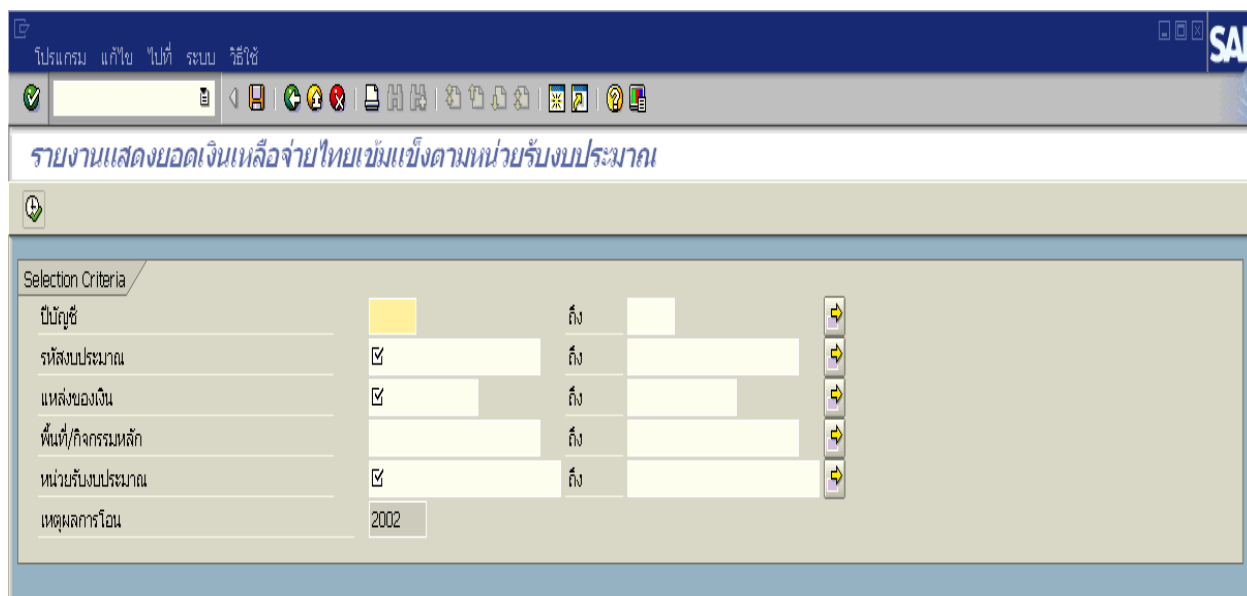 โปรแกรม แก้ไข ไปที่ ระบบ วิธีใช้
SAP
รายงานแสดงยอดเงินเหลือจ่ายไทยเข้มแข็งตามหน่วยรับงบประมาณ
Selection Criteria
ปีบัญชี ถึง
รหัสงบประมาณ ถึง
แหล่งของเงิน ถึง
พื้นที่/กิจกรรมหลัก ถึง
หน่วยรับงบประมาณ ถึง
เหตุผลการโอน 2002